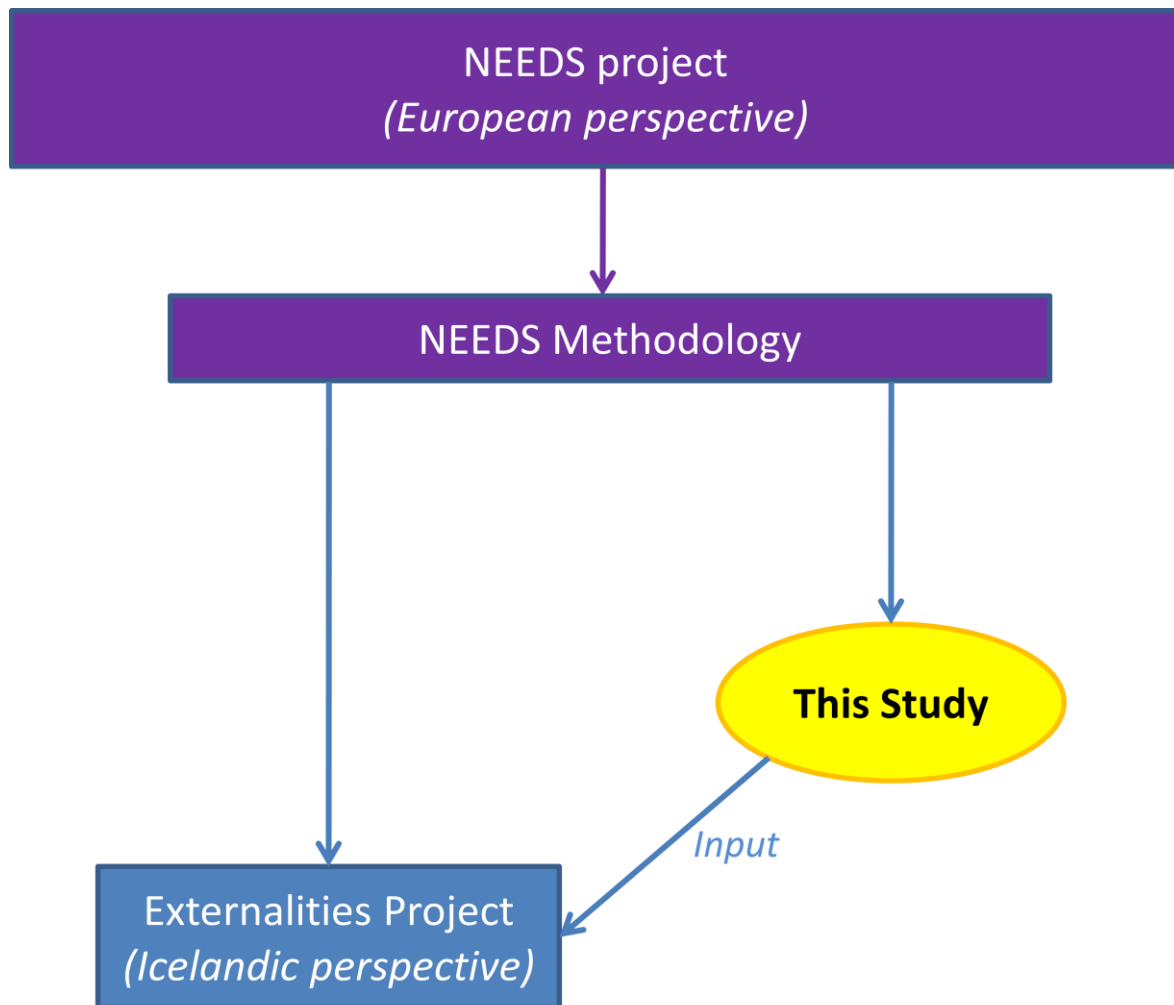 NEEDS project
(European perspective)
NEEDS Methodology
This Study
Input
Externalities Project
(Icelandic perspective)